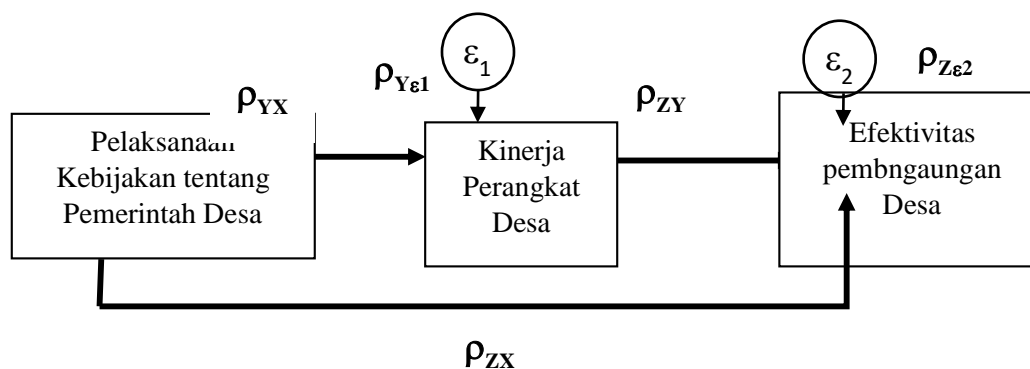 ε1
ε2
ρZε2
ρYε1
ρYX
ρZY
Pelaksanaan
Kebijakan tentang
Pemerintah Desa
Kinerja
Perangkat
Desa
Efektivitas
pembngaungan
Desa
ρZX